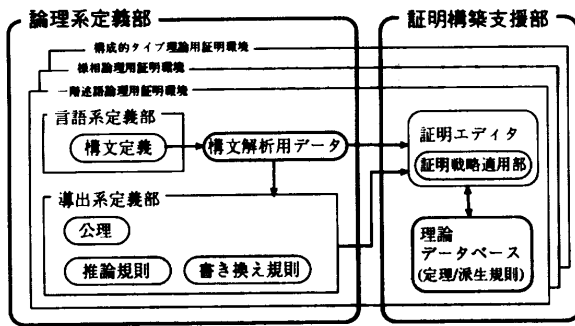 論理系定義部
証明構築支援部
構成的タイプ理論用証明環境
様相論理用証明環境
一階述語論理用証明環境
言語系定義部
構文定義
構文解析用データ
証明エディタ
証明戦略適用部
導出系定義部
公理
推論規則
書き換え規則
理論
データベース
(定理/派生規則)